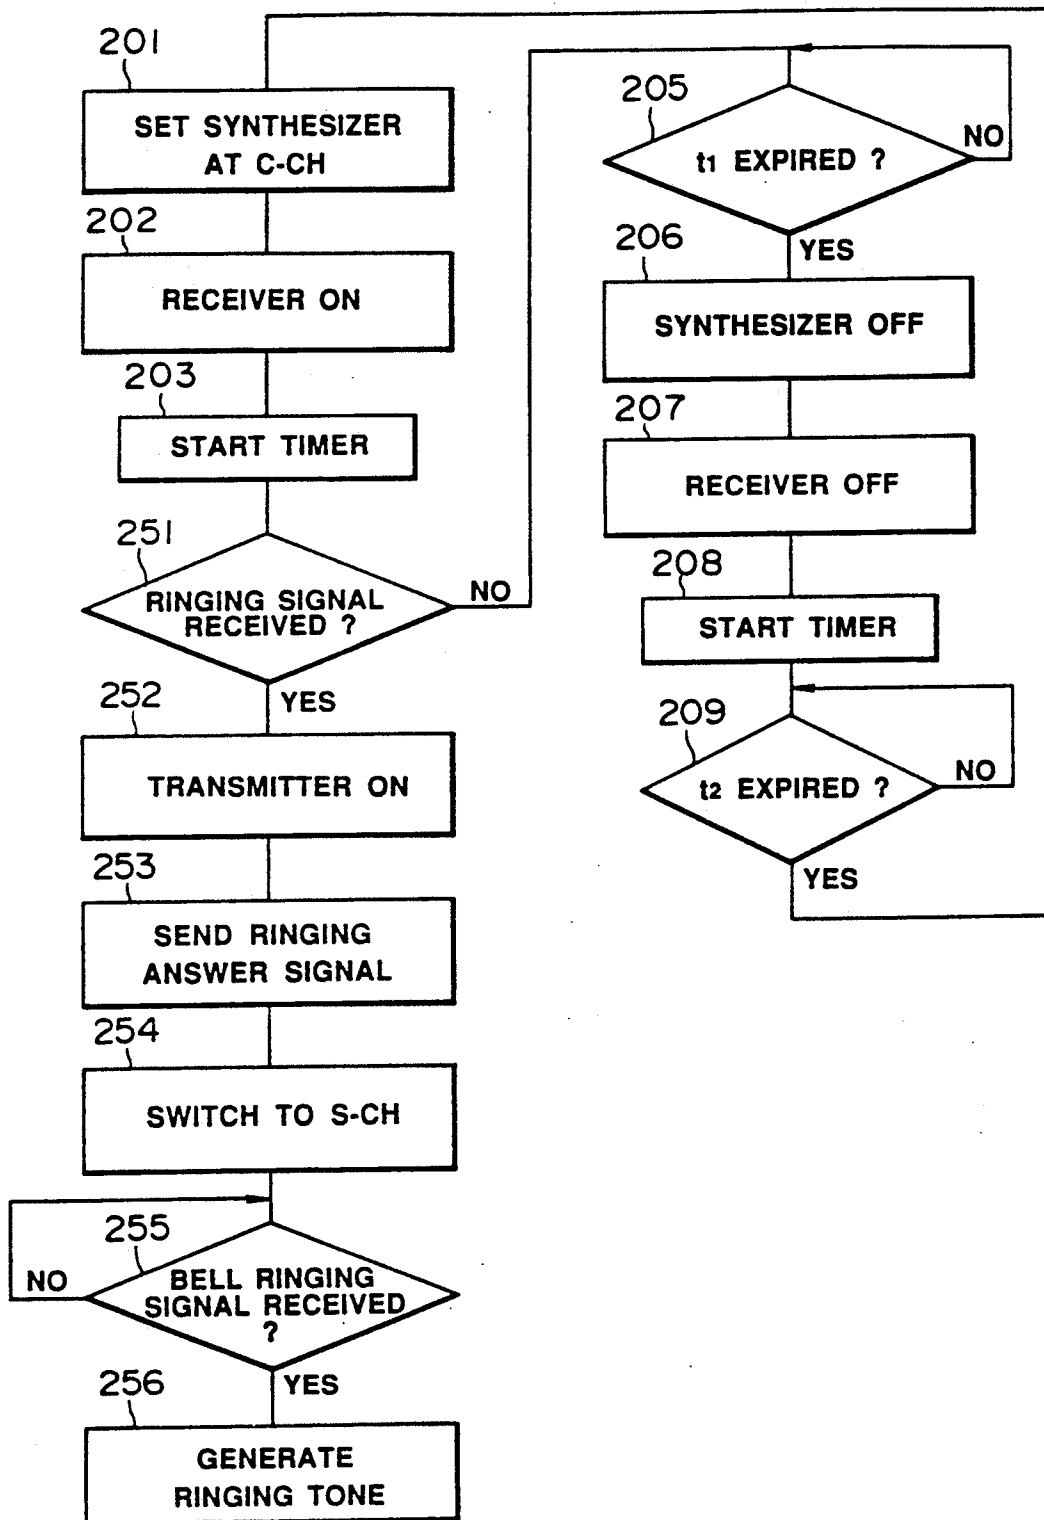 201
SET SYNTHESIZER
AT C-CH
202
RECEIVER ON
203
START TIMER
251
RINGING SIGNAL
RECEIVED ?
NO
YES
252
TRANSMITTER ON
253
SEND RINGING
ANSWER SIGNAL
254
SWITCH TO S-CH
255
BELL RINGING
SIGNAL RECEIVED
?
NO
YES
256
GENERATE
RINGING TONE
205
t1 EXPIRED ?
NO
YES
206
SYNTHESIZER OFF
207
RECEIVER OFF
208
START TIMER
209
t2 EXPIRED ?
NO
YES